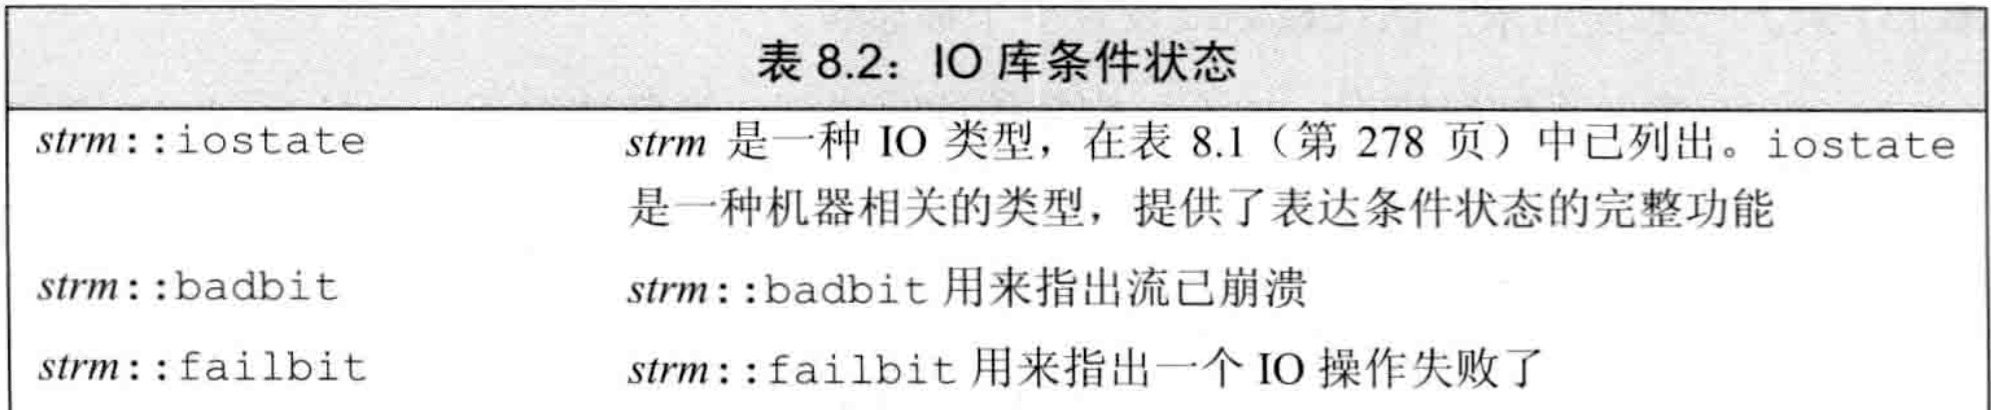 表 8.2：IO 库条件状态
strm::iostate strm 是一种 IO 类型，在表 8.1（第 278 页）中已列出。iostate
是一种机器相关的类型，提供了表达条件状态的完整功能
strm::badbit strm::badbit 用来指出流已崩溃
strm::failbit strm::failbit 用来指出一个 IO 操作失败了